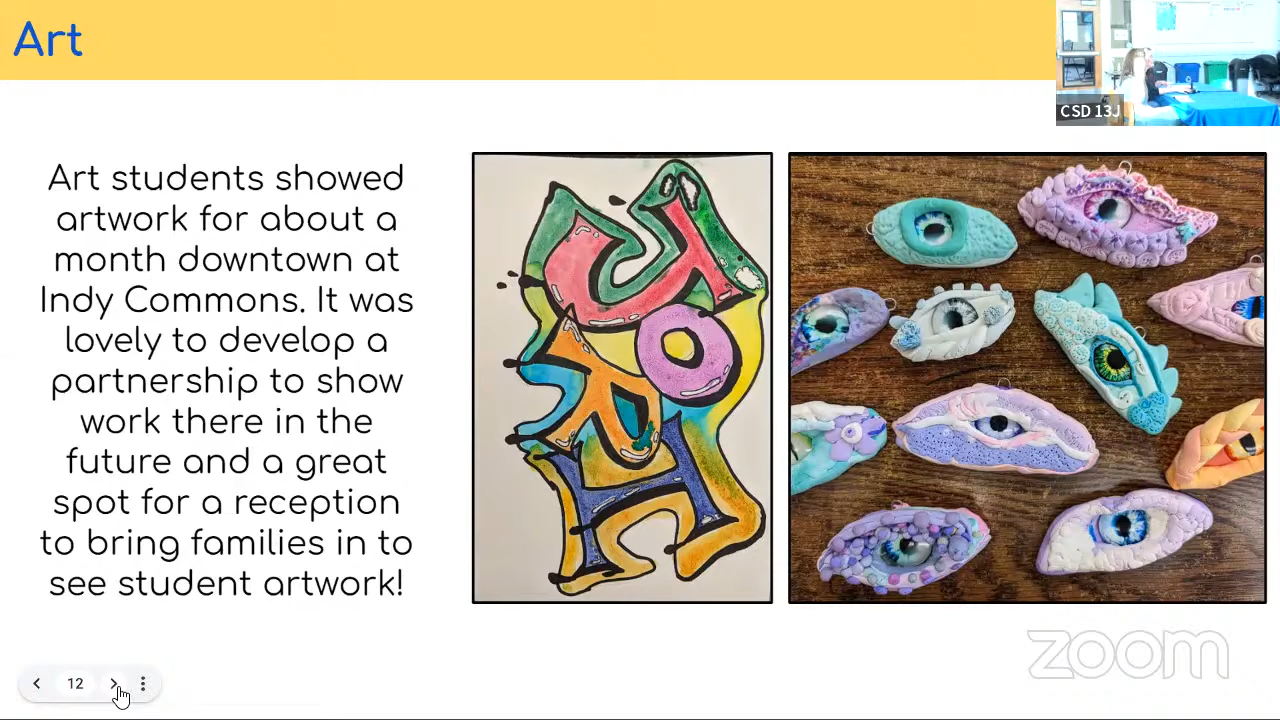 Art
CSD 13J
Art students showed
artwork for about a
month downtown at
Indy Commons. It was
lovely to develop a
partnership to show
work there in the
future and a great
spot for a reception
to bring families in to
see student artwork!
zoom
12